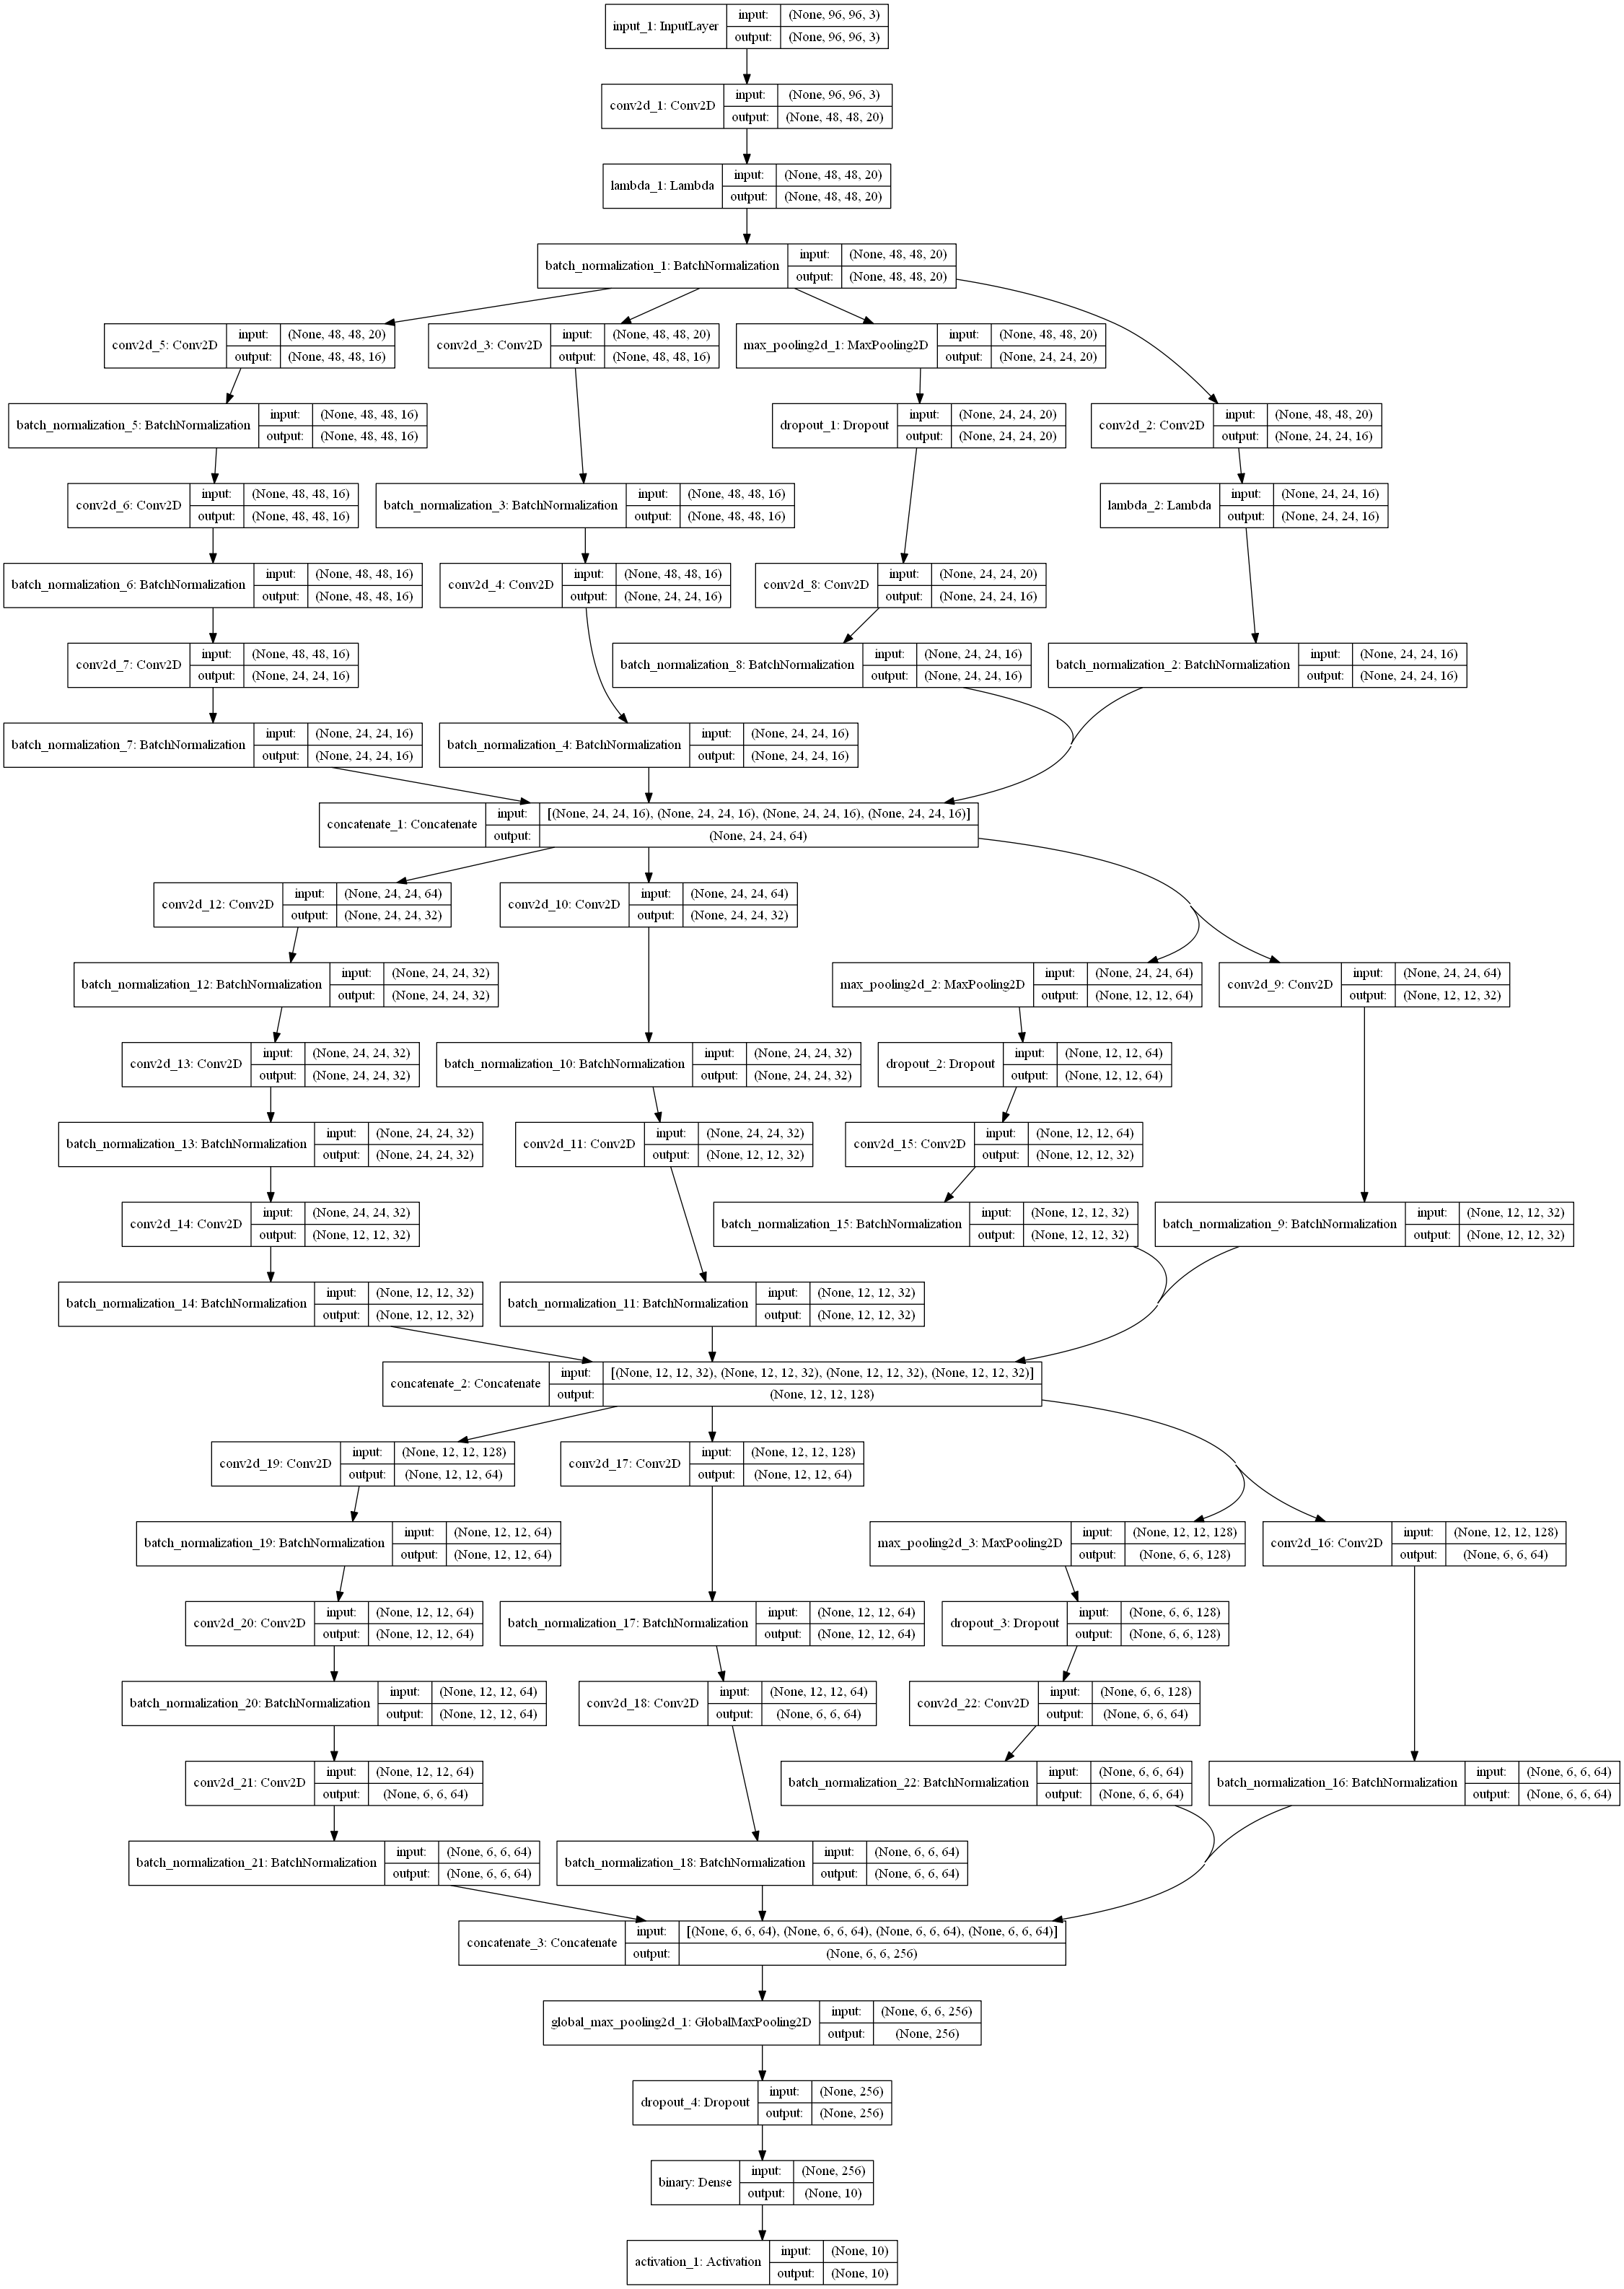 input_1: InputLayer
input: (None, 96, 96, 3)
output: (None, 96, 96, 3)
conv2d_1: Conv2D
input: (None, 96, 96, 3)
output: (None, 48, 48, 20)
lambda_1: Lambda
input: (None, 48, 48, 20)
output: (None, 48, 48, 20)
batch_normalization_1: BatchNormalization
input: (None, 48, 48, 20)
output: (None, 48, 48, 20)
conv2d_5: Conv2D
input: (None, 48, 48, 20)
output: (None, 48, 48, 16)
conv2d_3: Conv2D
input: (None, 48, 48, 20)
output: (None, 48, 48, 16)
max_pooling2d_1: MaxPooling2D
input: (None, 48, 48, 20)
output: (None, 24, 24, 20)
batch_normalization_5: BatchNormalization
input: (None, 48, 48, 16)
output: (None, 48, 48, 16)
dropout_1: Dropout
input: (None, 24, 24, 20)
output: (None, 24, 24, 20)
conv2d_2: Conv2D
input: (None, 48, 48, 20)
output: (None, 24, 24, 16)
conv2d_6: Conv2D
input: (None, 48, 48, 16)
output: (None, 48, 48, 16)
batch_normalization_3: BatchNormalization
input: (None, 48, 48, 16)
output: (None, 48, 48, 16)
lambda_2: Lambda
input: (None, 24, 24, 16)
output: (None, 24, 24, 16)
batch_normalization_6: BatchNormalization
input: (None, 48, 48, 16)
output: (None, 48, 48, 16)
conv2d_4: Conv2D
input: (None, 48, 48, 16)
output: (None, 24, 24, 16)
conv2d_8: Conv2D
input: (None, 24, 24, 20)
output: (None, 24, 24, 16)
conv2d_7: Conv2D
input: (None, 48, 48, 16)
output: (None, 24, 24, 16)
batch_normalization_8: BatchNormalization
input: (None, 24, 24, 16)
output: (None, 24, 24, 16)
batch_normalization_2: BatchNormalization
input: (None, 24, 24, 16)
output: (None, 24, 24, 16)
batch_normalization_7: BatchNormalization
input: (None, 24, 24, 16)
output: (None, 24, 24, 16)
batch_normalization_4: BatchNormalization
input: (None, 24, 24, 16)
output: (None, 24, 24, 16)
concatenate_1: Concatenate
input: [(None, 24, 24, 16), (None, 24, 24, 16), (None, 24, 24, 16), (None, 24, 24, 16)]
output: (None, 24, 24, 64)
conv2d_12: Conv2D
input: (None, 24, 24, 64)
output: (None, 24, 24, 32)
conv2d_10: Conv2D
input: (None, 24, 24, 64)
output: (None, 24, 24, 32)
batch_normalization_12: BatchNormalization
input: (None, 24, 24, 32)
output: (None, 24, 24, 32)
max_pooling2d_2: MaxPooling2D
input: (None, 24, 24, 64)
output: (None, 12, 12, 64)
conv2d_9: Conv2D
input: (None, 24, 24, 64)
output: (None, 12, 12, 32)
conv2d_13: Conv2D
input: (None, 24, 24, 32)
output: (None, 24, 24, 32)
batch_normalization_10: BatchNormalization
input: (None, 24, 24, 32)
output: (None, 24, 24, 32)
dropout_2: Dropout
input: (None, 12, 12, 64)
output: (None, 12, 12, 64)
batch_normalization_13: BatchNormalization
input: (None, 24, 24, 32)
output: (None, 24, 24, 32)
conv2d_11: Conv2D
input: (None, 24, 24, 32)
output: (None, 12, 12, 32)
conv2d_15: Conv2D
input: (None, 12, 12, 64)
output: (None, 12, 12, 32)
conv2d_14: Conv2D
input: (None, 24, 24, 32)
output: (None, 12, 12, 32)
batch_normalization_15: BatchNormalization
input: (None, 12, 12, 32)
output: (None, 12, 12, 32)
batch_normalization_9: BatchNormalization
input: (None, 12, 12, 32)
output: (None, 12, 12, 32)
batch_normalization_14: BatchNormalization
input: (None, 12, 12, 32)
output: (None, 12, 12, 32)
batch_normalization_11: BatchNormalization
input: (None, 12, 12, 32)
output: (None, 12, 12, 32)
concatenate_2: Concatenate
input: [(None, 12, 12, 32), (None, 12, 12, 32), (None, 12, 12, 32), (None, 12, 12, 32)]
output: (None, 12, 12, 128)
conv2d_19: Conv2D
input: (None, 12, 12, 128)
output: (None, 12, 12, 64)
conv2d_17: Conv2D
input: (None, 12, 12, 128)
output: (None, 12, 12, 64)
batch_normalization_19: BatchNormalization
input: (None, 12, 12, 64)
output: (None, 12, 12, 64)
max_pooling2d_3: MaxPooling2D
input: (None, 12, 12, 128)
output: (None, 6, 6, 128)
conv2d_16: Conv2D
input: (None, 12, 12, 128)
output: (None, 6, 6, 64)
conv2d_20: Conv2D
input: (None, 12, 12, 64)
output: (None, 12, 12, 64)
batch_normalization_17: BatchNormalization
input: (None, 12, 12, 64)
output: (None, 12, 12, 64)
dropout_3: Dropout
input: (None, 6, 6, 128)
output: (None, 6, 6, 128)
batch_normalization_20: BatchNormalization
input: (None, 12, 12, 64)
output: (None, 12, 12, 64)
conv2d_18: Conv2D
input: (None, 12, 12, 64)
output: (None, 6, 6, 64)
conv2d_22: Conv2D
input: (None, 6, 6, 128)
output: (None, 6, 6, 64)
conv2d_21: Conv2D
input: (None, 12, 12, 64)
output: (None, 6, 6, 64)
batch_normalization_22: BatchNormalization
input: (None, 6, 6, 64)
output: (None, 6, 6, 64)
batch_normalization_16: BatchNormalization
input: (None, 6, 6, 64)
output: (None, 6, 6, 64)
batch_normalization_21: BatchNormalization
input: (None, 6, 6, 64)
output: (None, 6, 6, 64)
batch_normalization_18: BatchNormalization
input: (None, 6, 6, 64)
output: (None, 6, 6, 64)
concatenate_3: Concatenate
input: [(None, 6, 6, 64), (None, 6, 6, 64), (None, 6, 6, 64), (None, 6, 6, 64)]
output: (None, 6, 6, 256)
global_max_pooling2d_1: GlobalMaxPooling2D
input: (None, 6, 6, 256)
output: (None, 256)
dropout_4: Dropout
input: (None, 256)
output: (None, 256)
binary: Dense
input: (None, 256)
output: (None, 10)
activation_1: Activation
input: (None, 10)
output: (None, 10)